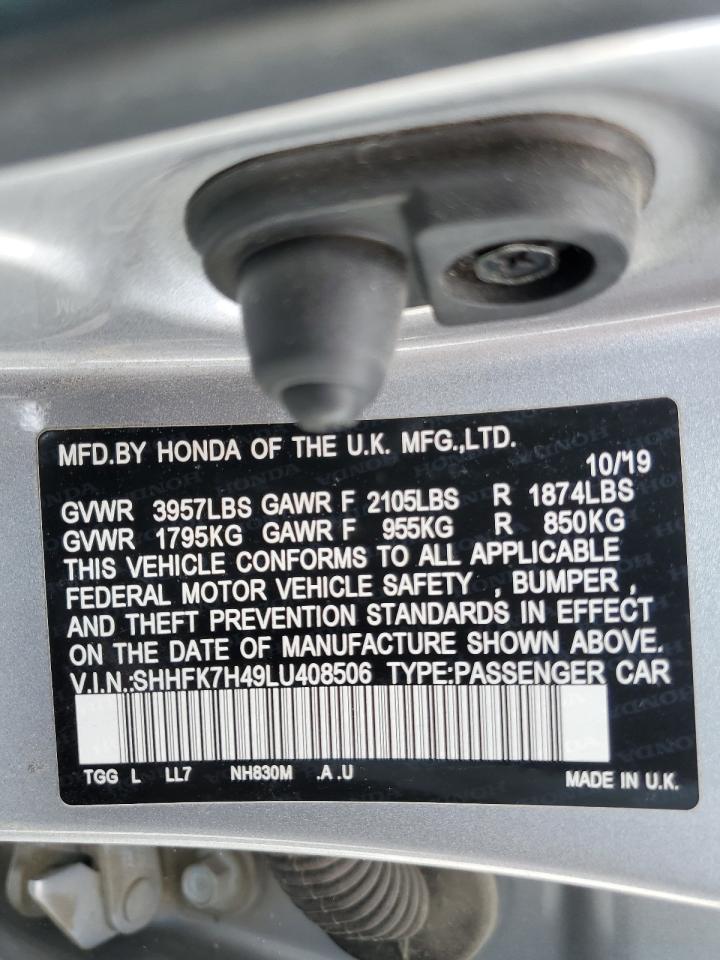 MFD.BY HONDA OF THE U.K. MFG.,LTD.
10/'19
GVWR 3957LBS GAWR F 2105LBS R 1874LBS
GVWR 1795KG GAWR F 955KG R 850KG
THIS VEHICLE CONFORMS TO ALL APPLICABLE
FEDERAL MOTOR VEHICLE SAFETY , BUMPER ,
AND THEFT PREVENTION STANDARDS IN EFFECT
ON THE DATE OF MANUFACTURE SHOWN ABOVE.
V.I.N.:SHHFK7H49LU408506 TYPE:PASSENGER CAR
TGG L LL7 NH830M .A .U
MADE IN U.K.